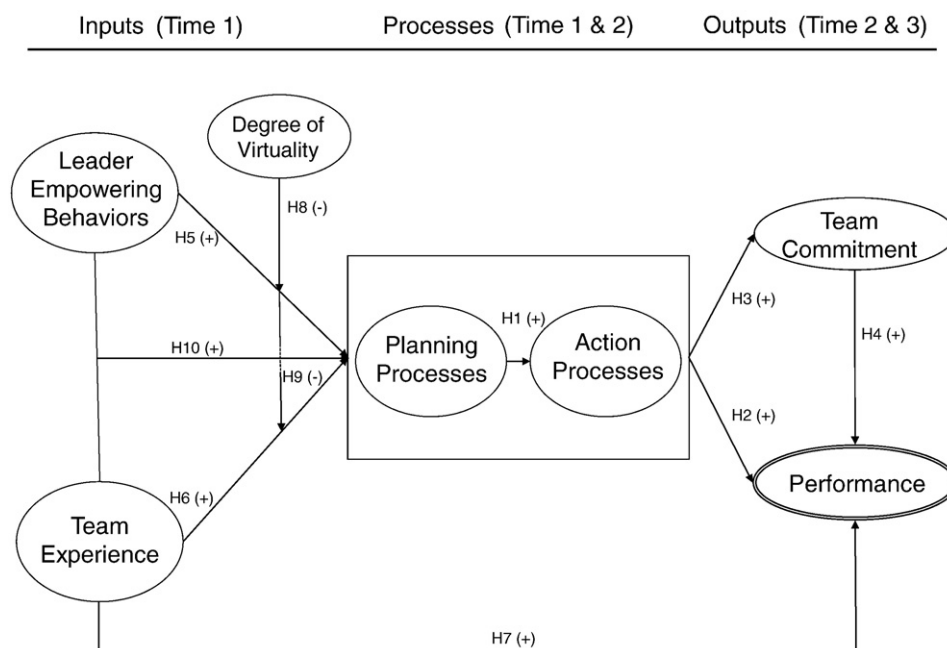 Inputs (Time 1)
Processes (Time 1 & 2)
Outputs (Time 2 & 3)
Degree of
Virtuality
Leader
Empowering
Behaviors
H8 (-)
H5 (+)
Team
Commitment
H3 (+)
H1 (+)
H4 (+)
H10 (+)
Planning
Processes
Action
Processes
H9 (-)
H2 (+)
H6 (+)
Performance
Team
Experience
H7 (+)